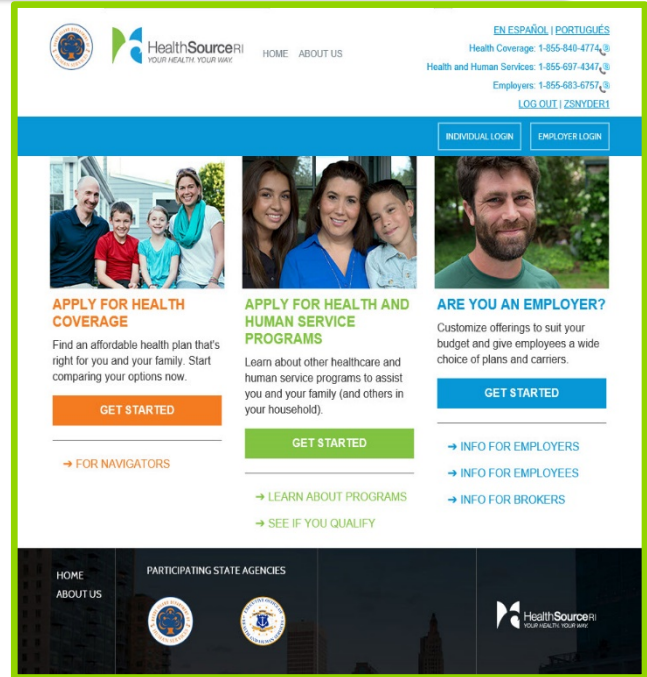 EN ESPAÑOL | PORTUGUÉS
HealthSourceRI
YOUR HEALTH. YOUR WAY.
HOME ABOUT US
Health Coverage: 1-855-840-4774
Health and Human Services: 1-855-697-4347
Employers: 1-855-683-6757
LOG OUT | ZSNYDER1
INDIVIDUAL LOGIN EMPLOYER LOGIN
APPLY FOR HEALTH
COVERAGE
Find an affordable health plan that's
right for you and your family. Start
comparing your options now.
GET STARTED
→ FOR NAVIGATORS
APPLY FOR HEALTH AND
HUMAN SERVICE
PROGRAMS
Learn about other healthcare and
human service programs to assist
you and your family (and others in
your household).
GET STARTED
→ LEARN ABOUT PROGRAMS
→ SEE IF YOU QUALIFY
ARE YOU AN EMPLOYER?
Customize offerings to suit your
budget and give employees a wide
choice of plans and carriers.
GET STARTED
→ INFO FOR EMPLOYERS
→ INFO FOR EMPLOYEES
→ INFO FOR BROKERS
HOME
ABOUT US
PARTICIPATING STATE AGENCIES
HealthSourceRI
YOUR HEALTH. YOUR WAY.